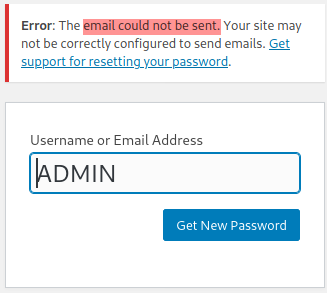 Error: The email could not be sent. Your site may
not be correctly configured to send emails. Get
support for resetting your password.
Username or Email Address
ADMIN
Get New Password